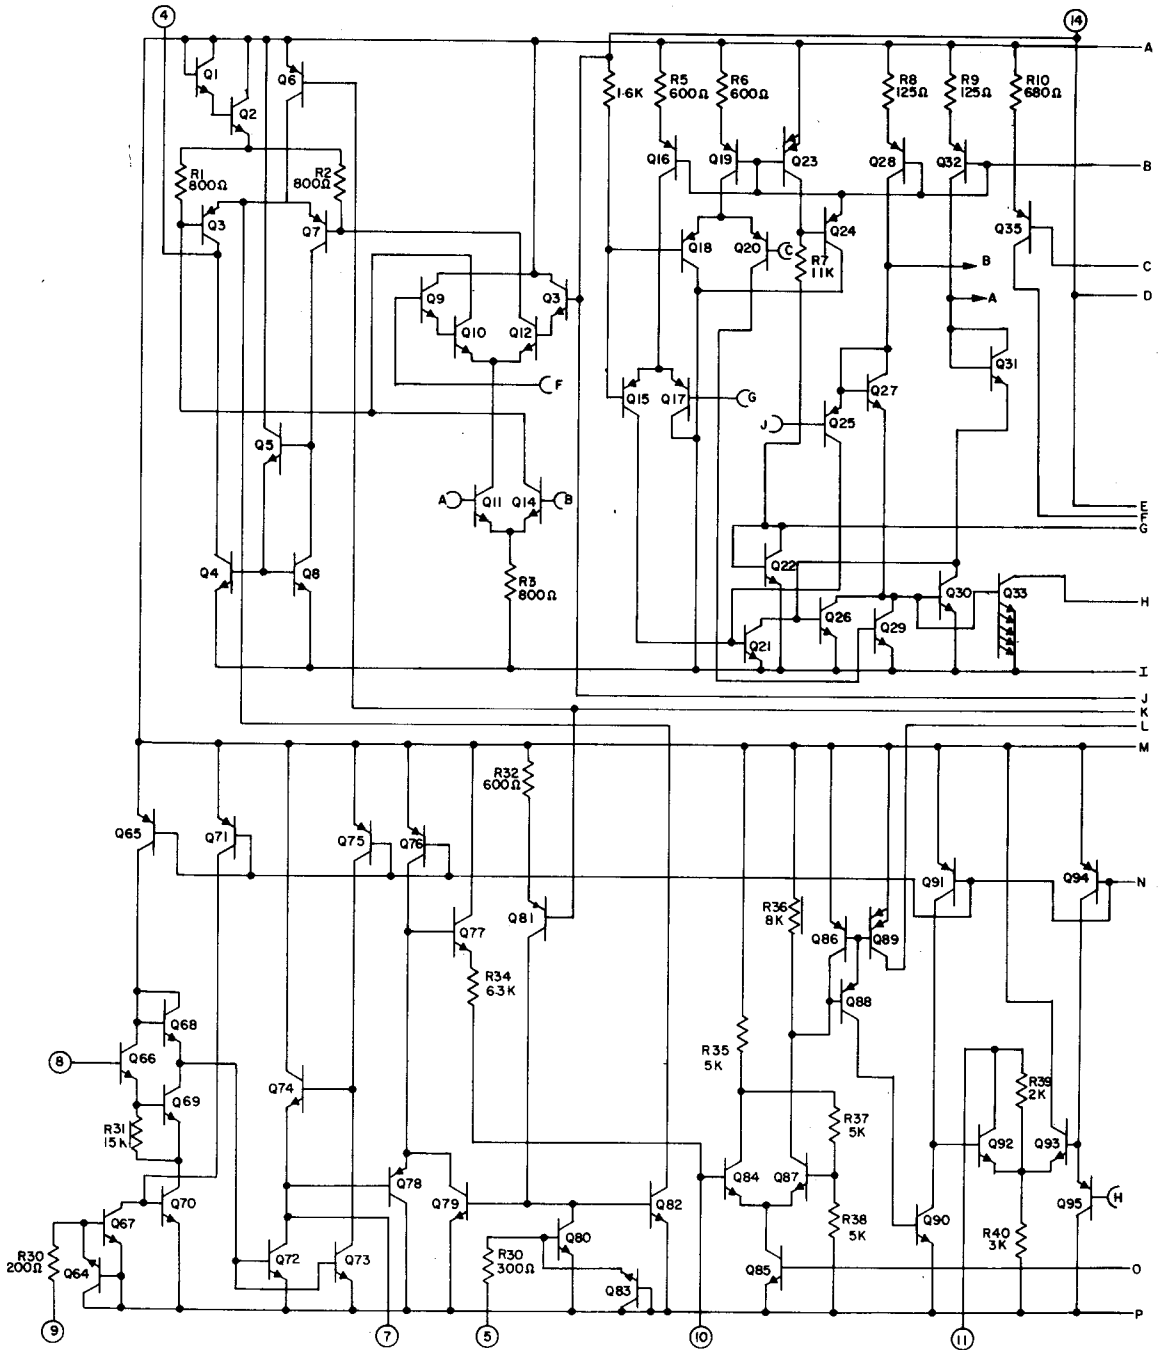 4
14
A
Q1
Q6
Q2
1·6K
R5
600Ω
R6
600Ω
R8
125Ω
R9
125Ω
R10
680Ω
Q16
Q19
Q23
Q28
Q32
B
R1
800Ω
R2
800Ω
Q3
Q7
Q18
Q20
C
Q24
R7
11K
Q35
B
C
Q9
Q3
A
D
Q10
Q12
Q31
F
Q15
Q17
G
Q27
J
Q25
Q5
A
Q11
Q14
B
E
F
G
Q4
Q8
R3
800Ω
Q22
Q30
Q33
H
Q26
Q29
Q21
I
J
K
L
M
R32
600Ω
Q65
Q71
Q75
Q76
Q91
Q94
N
Q81
R36
8K
Q77
Q86
Q89
R34
6·3K
Q88
Q68
8
Q66
R35
5K
Q74
R39
2K
Q69
R31
15K
R37
5K
Q92
Q93
Q78
Q84
Q87
Q70
Q79
Q82
Q95
H
Q67
Q90
R38
5K
R40
3K
R30
200Ω
Q64
Q72
Q73
R30
300Ω
Q80
Q85
O
Q83
P
9
7
5
10
11